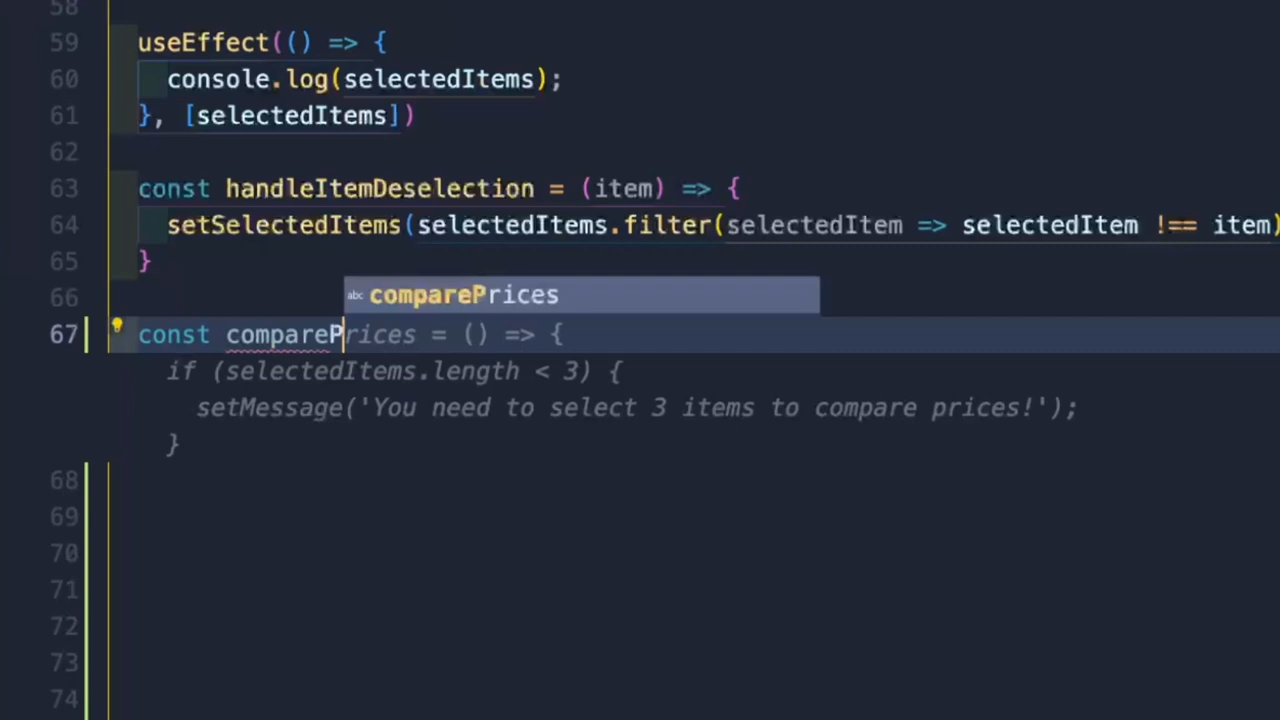 58
59 useEffect(() => {
60 console.log(selectedItems);
61 }, [selectedItems])
62
63 const handleItemDeselection = (item) => {
64 setSelectedItems(selectedItems.filter(selectedItem => selectedItem !== item)
65 }
66
abc comparePrices
67 const comparePrices = () => {
if (selectedItems.length < 3) {
setMessage('You need to select 3 items to compare prices!');
}
68
69
70
71
72
73
74